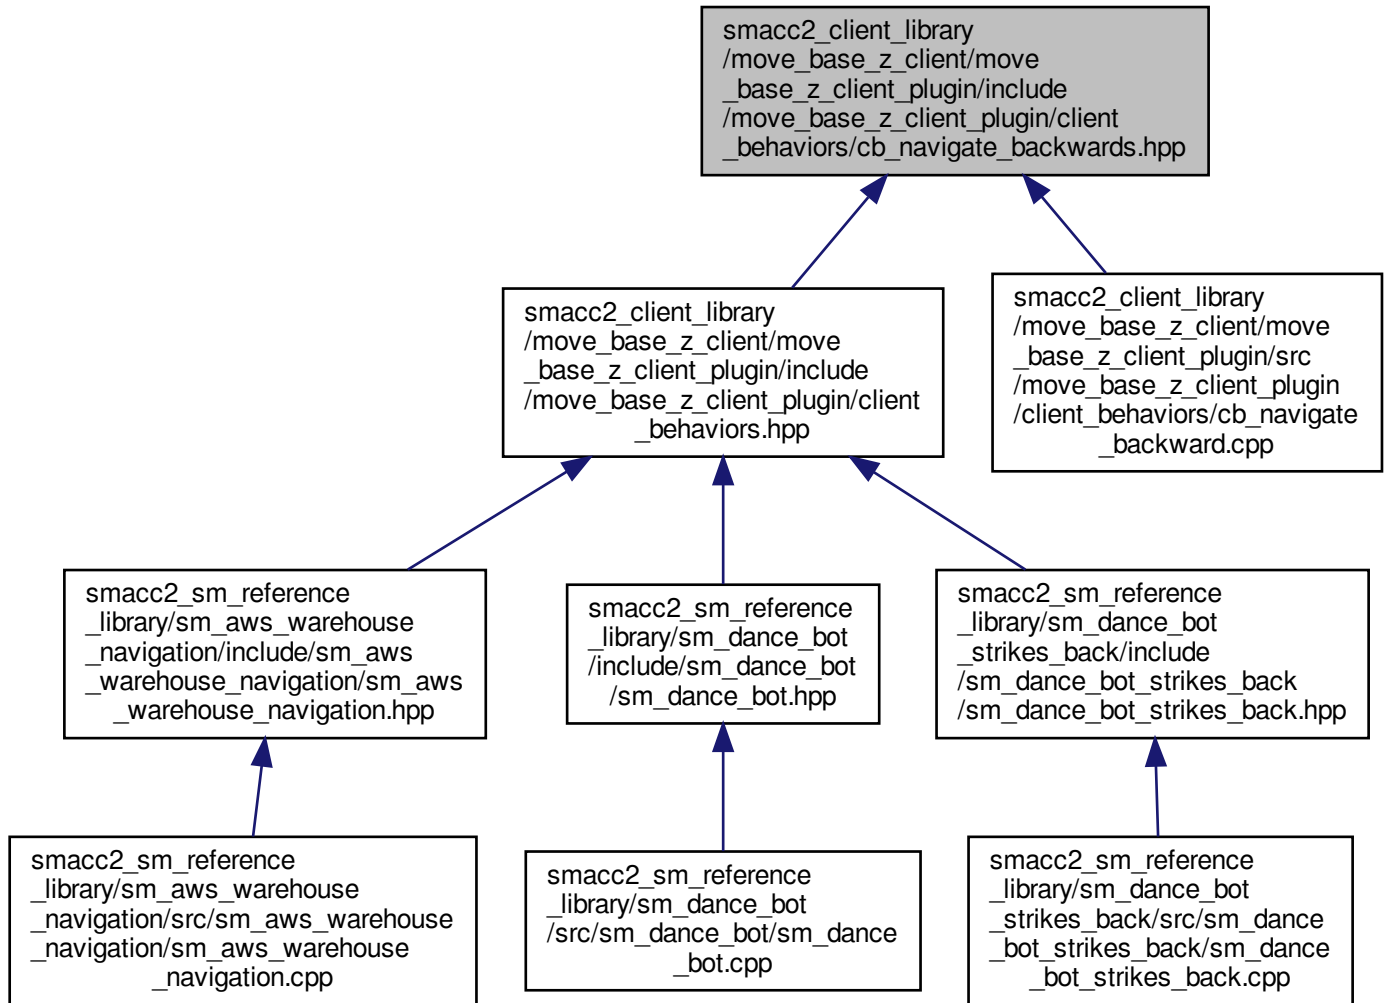 smacc2_client_library
/move_base_z_client/move
_base_z_client_plugin/include
/move_base_z_client_plugin/client
_behaviors/cb_navigate_backwards.hpp
smacc2_client_library
/move_base_z_client/move
_base_z_client_plugin/include
/move_base_z_client_plugin/client
_behaviors.hpp
smacc2_client_library
/move_base_z_client/move
_base_z_client_plugin/src
/move_base_z_client_plugin
/client_behaviors/cb_navigate
_backward.cpp
smacc2_sm_reference
_library/sm_aws_warehouse
_navigation/include/sm_aws
_warehouse_navigation/sm_aws
_warehouse_navigation.hpp
smacc2_sm_reference
_library/sm_dance_bot
/include/sm_dance_bot
/sm_dance_bot.hpp
smacc2_sm_reference
_library/sm_dance_bot
_strikes_back/include
/sm_dance_bot_strikes_back
/sm_dance_bot_strikes_back.hpp
smacc2_sm_reference
_library/sm_aws_warehouse
_navigation/src/sm_aws_warehouse
_navigation/sm_aws_warehouse
_navigation.cpp
smacc2_sm_reference
_library/sm_dance_bot
/src/sm_dance_bot/sm_dance
_bot.cpp
smacc2_sm_reference
_library/sm_dance_bot
_strikes_back/src/sm_dance
_bot_strikes_back/sm_dance
_bot_strikes_back.cpp